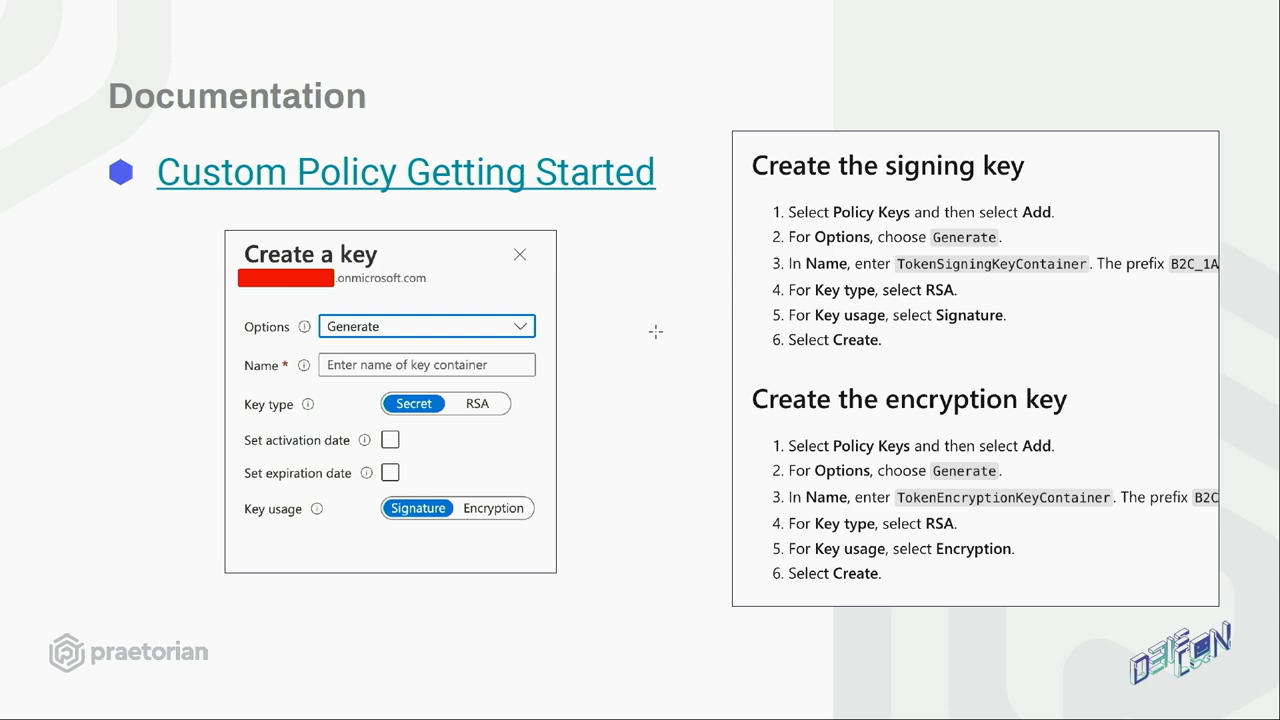 Documentation
Custom Policy Getting Started
Create a key
.onmicrosoft.com
Options
Generate
Name *
Enter name of key container
Key type
Secret
RSA
Set activation date
Set expiration date
Key usage
Signature
Encryption
Create the signing key
1. Select Policy Keys and then select Add.
2. For Options, choose Generate.
3. In Name, enter TokenSigningKeyContainer. The prefix B2C_1A
4. For Key type, select RSA.
5. For Key usage, select Signature.
6. Select Create.
Create the encryption key
1. Select Policy Keys and then select Add.
2. For Options, choose Generate.
3. In Name, enter TokenEncryptionKeyContainer. The prefix B2C
4. For Key type, select RSA.
5. For Key usage, select Encryption.
6. Select Create.
praetorian
DEF CON